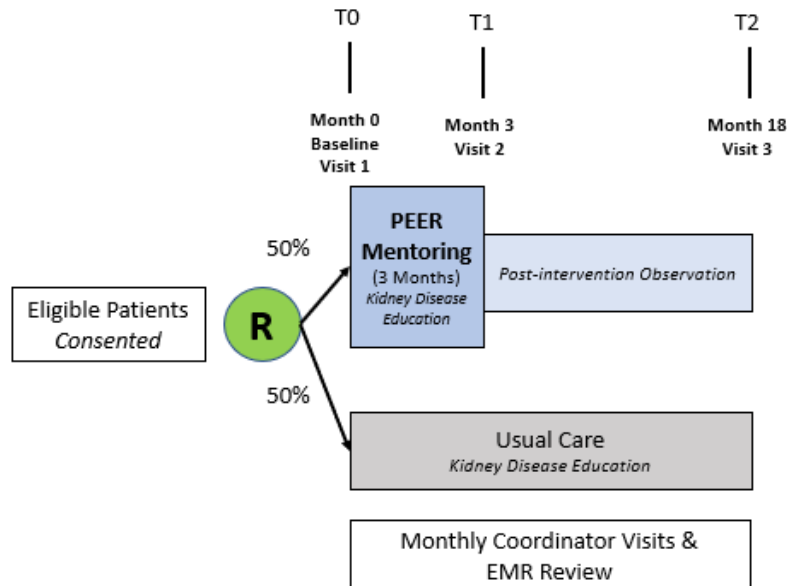 T0
T1
T2
Month 0
Baseline
Visit 1
Month 3
Visit 2
Month 18
Visit 3
50%
PEER
Mentoring
(3 Months)
Kidney Disease
Education
Post-intervention Observation
Eligible Patients
Consented
R
50%
Usual Care
Kidney Disease Education
Monthly Coordinator Visits &
EMR Review